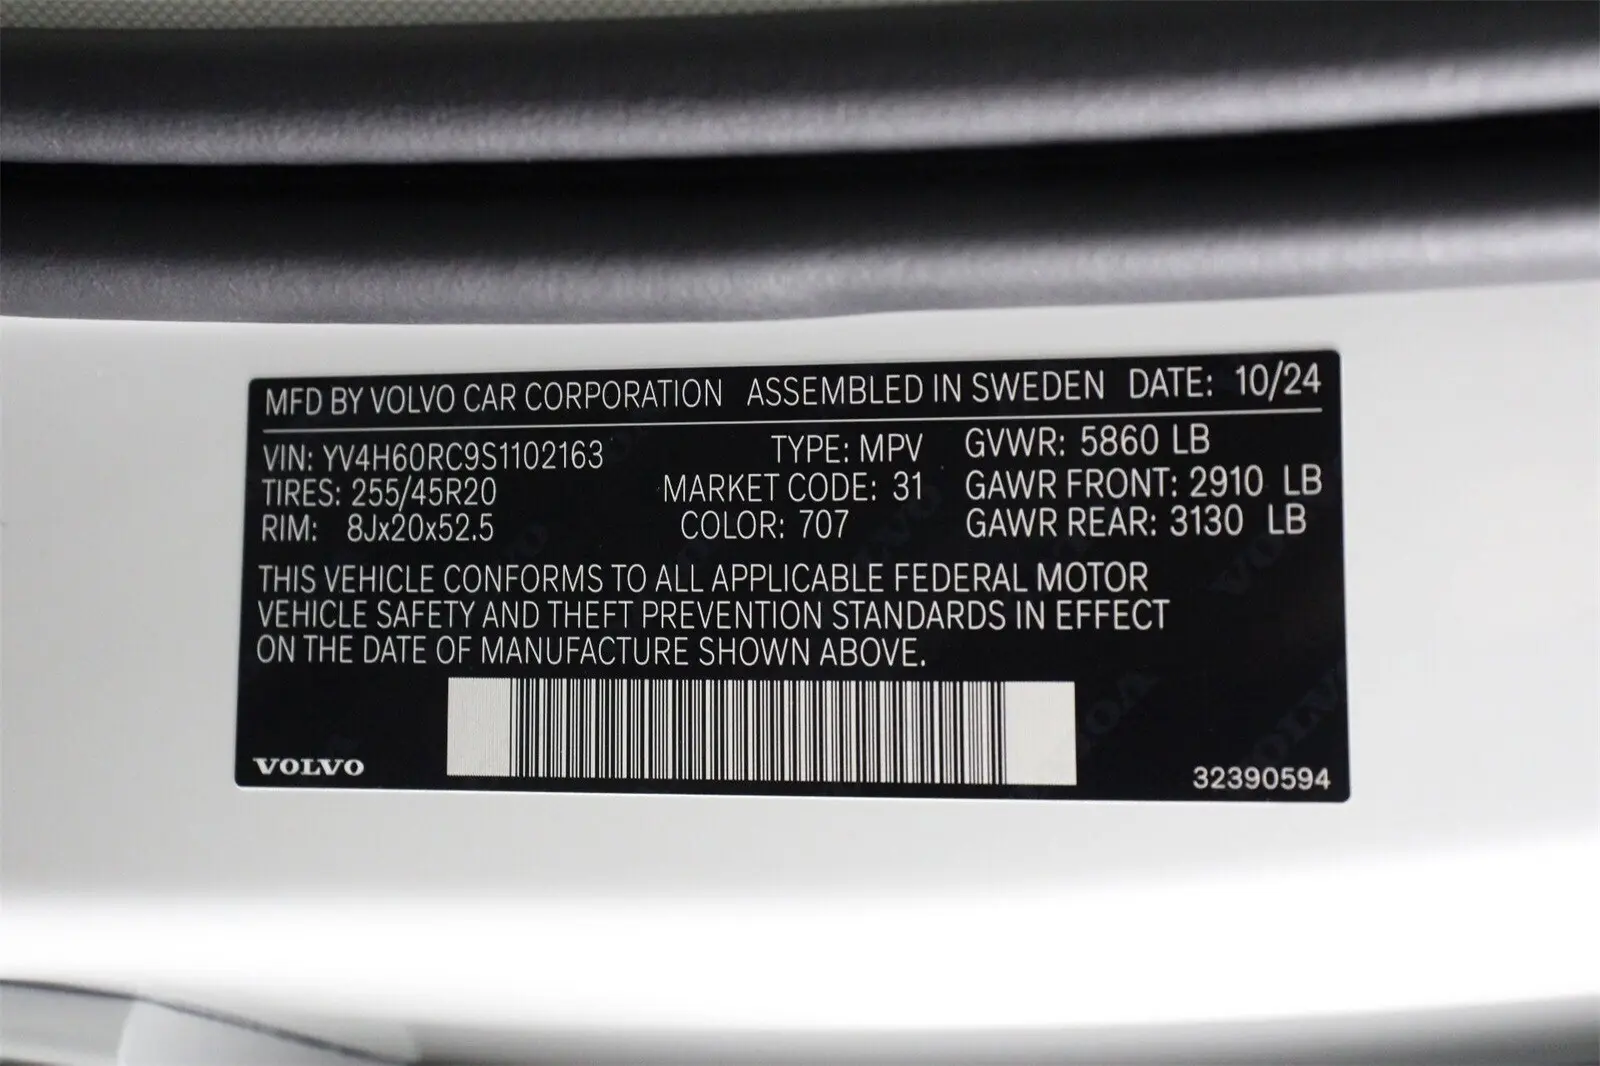 MFD BY VOLVO CAR CORPORATION ASSEMBLED IN SWEDEN DATE: 10/24
VIN: YV4H60RC9S1102163 TYPE: MPV GVWR: 5860 LB
TIRES: 255/45R20 MARKET CODE: 31 GAWR FRONT: 2910 LB
RIM: 8Jx20x52.5 COLOR: 707 GAWR REAR: 3130 LB
THIS VEHICLE CONFORMS TO ALL APPLICABLE FEDERAL MOTOR
VEHICLE SAFETY AND THEFT PREVENTION STANDARDS IN EFFECT
ON THE DATE OF MANUFACTURE SHOWN ABOVE.
VOLVO 32390594